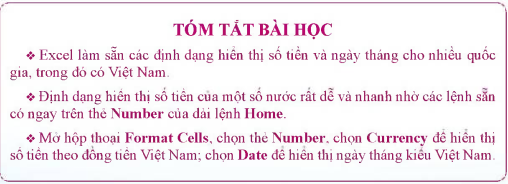 TÓM TẮT BÀI HỌC
❖ Excel làm sẵn các định dạng hiển thị số tiền và ngày tháng cho nhiều quốc
gia, trong đó có Việt Nam.
❖ Định dạng hiển thị số tiền của một số nước rất dễ và nhanh nhờ các lệnh sẵn
có ngay trên thẻ Number của dải lệnh Home.
❖ Mở hộp thoại Format Cells, chọn thẻ Number, chọn Currency để hiển thị
số tiền theo đồng tiền Việt Nam; chọn Date để hiển thị ngày tháng kiểu Việt Nam.